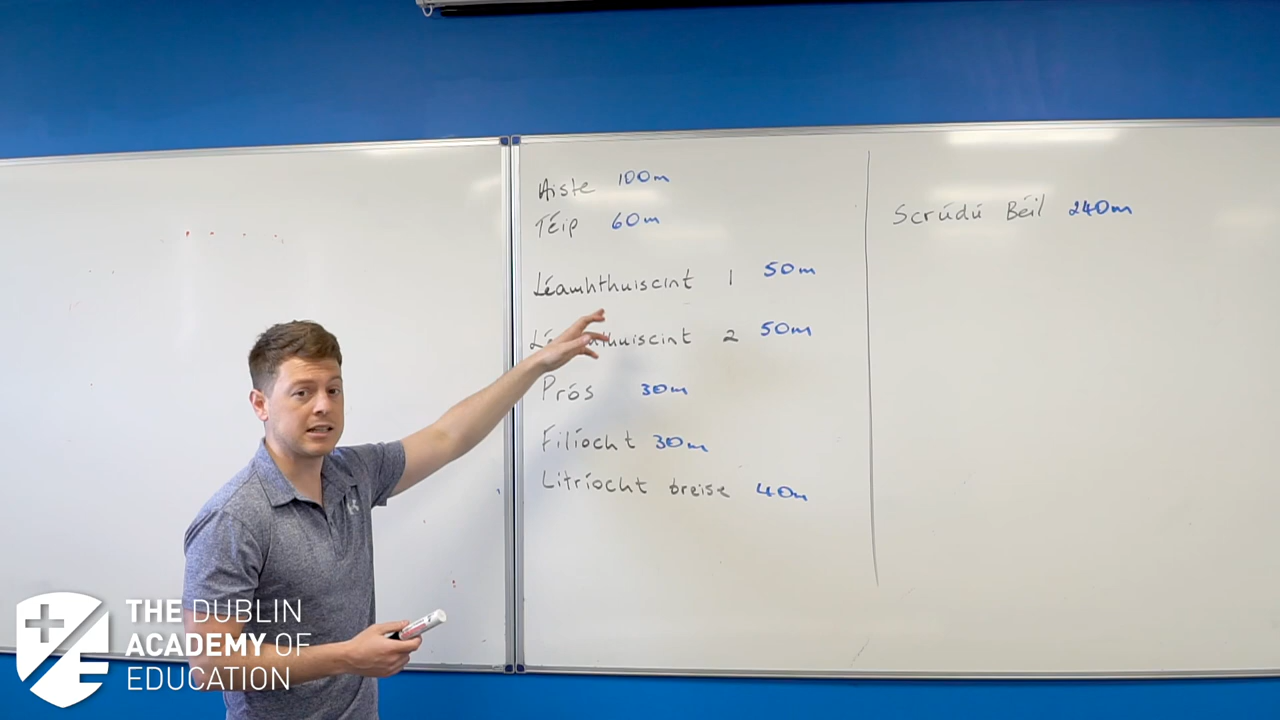 Aiste 100m
Téip 60m
Léamhthuiscint 1 50m
Léamhthuiscint 2 50m
Prós 30m
Filíocht 30m
Litríocht breise 40m
Scrúdú Béil 240m
THE DUBLIN
ACADEMY OF
EDUCATION